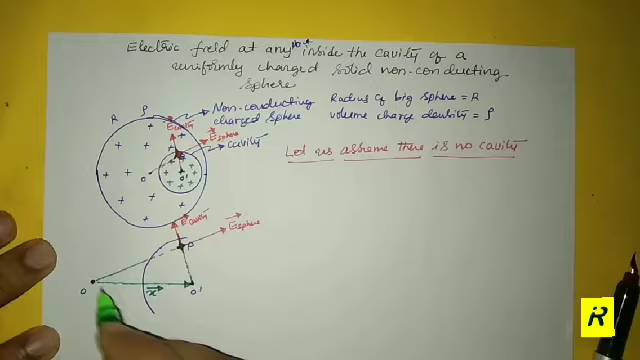 Electric field at any point inside the cavity of a
uniformly charged solid non-conducting
sphere
R ρ Non-conducting charged sphere
Radius of big sphere = R
volume charge density = ρ
E cavity E sphere
cavity
Let us assume there is no cavity
O O'
E cavity E sphere
P
O x O'
R